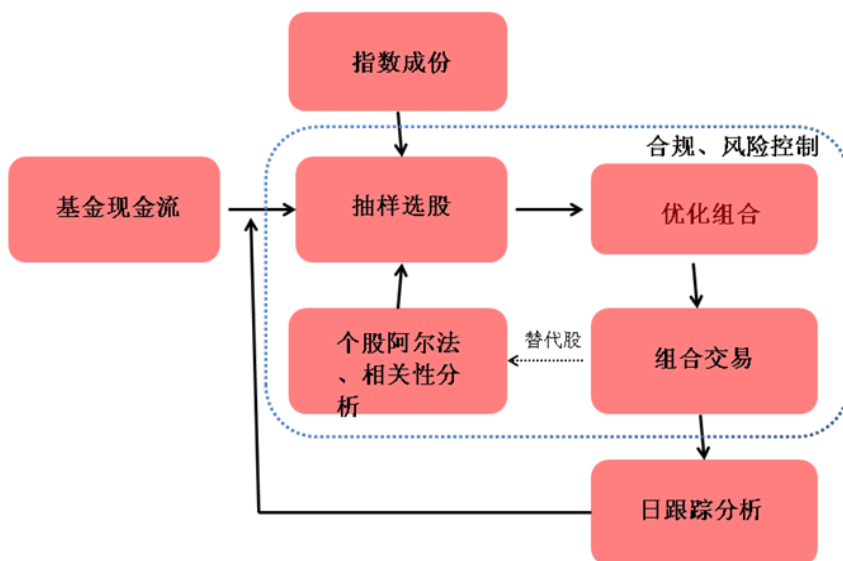 指数成份
合规、风险控制
基金现金流
抽样选股
优化组合
个股阿尔法
、相关性分
析
替代股
组合交易
日跟踪分析